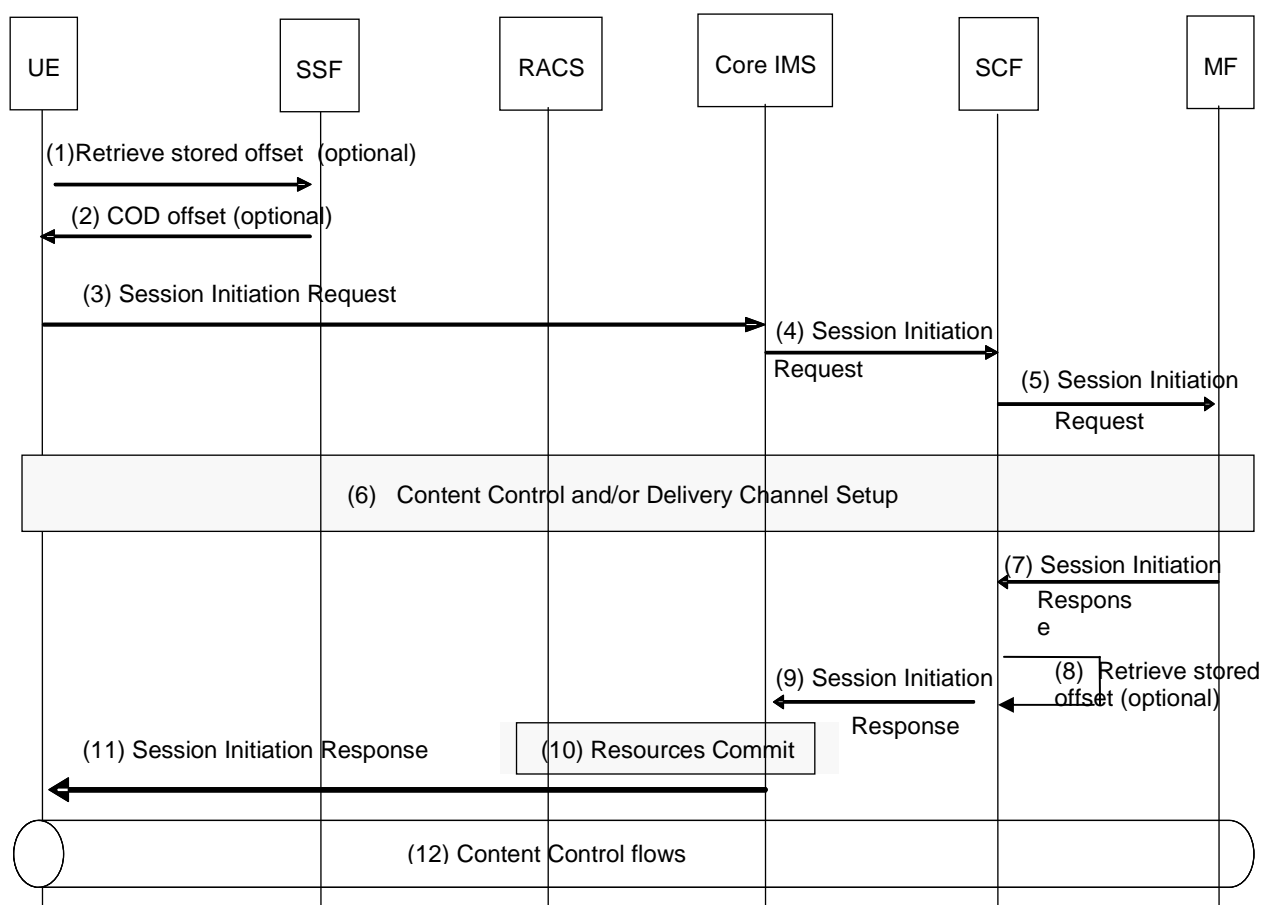 UE
SSF
RACS
Core IMS
SCF
MF
(1)Retrieve stored offset (optional)
(2) COD offset (optional)
(3) Session Initiation Request
(4) Session Initiation
Request
(5) Session Initiation
Request
(6) Content Control and/or Delivery Channel Setup
(7) Session Initiation
Respons
e
(8) Retrieve stored
offset (optional)
(9) Session Initiation
Response
(10) Resources Commit
(11) Session Initiation Response
(12) Content Control flows